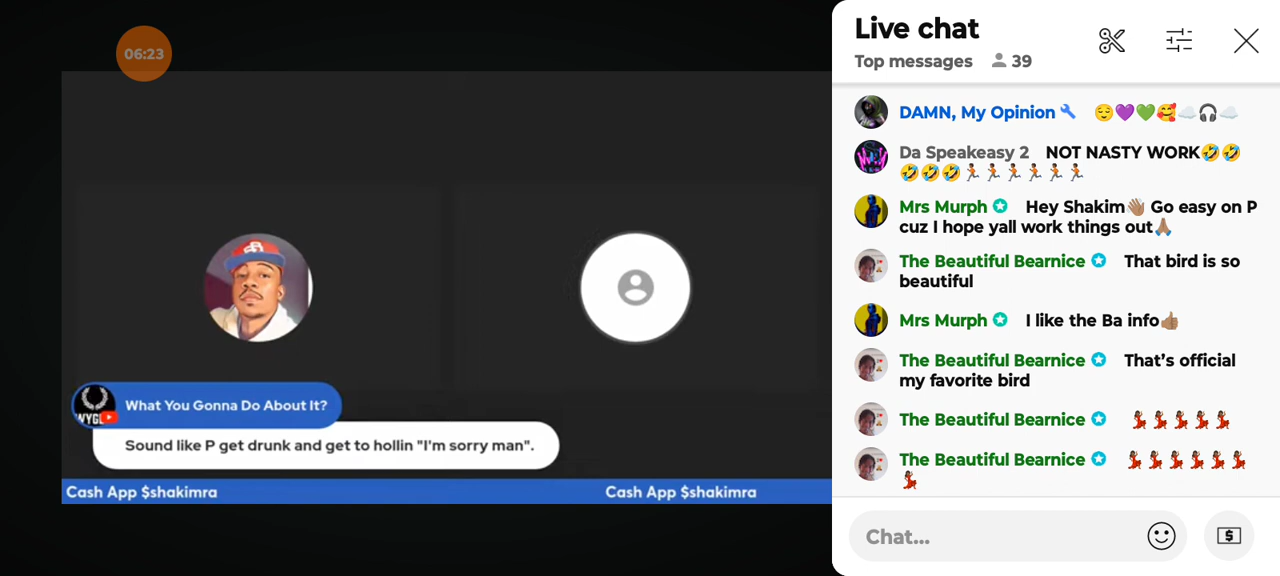 06:23
WYG
What You Gonna Do About It?
Sound like P get drunk and get to hollin "I'm sorry man".
Cash App $shakimra
Cash App $shakimra
Live chat
Top messages 39
DAMN, My Opinion 😌💜💚🥰☁️🎧☁️
Da Speakeasy 2 NOT NASTY WORK🤣🤣
🤣🤣🤣🏃🏽🏃🏽🏃🏽🏃🏽🏃🏽🏃🏽
Mrs Murph Hey Shakim👋🏽 Go easy on P
cuz I hope yall work things out🙏🏽
The Beautiful Bearnice That bird is so
beautiful
Mrs Murph I like the Ba info👍🏽
The Beautiful Bearnice That's official
my favorite bird
The Beautiful Bearnice 💃🏽💃🏽💃🏽💃🏽💃🏽
The Beautiful Bearnice 💃🏽💃🏽💃🏽💃🏽💃🏽💃🏽
💃🏽
Chat...
$